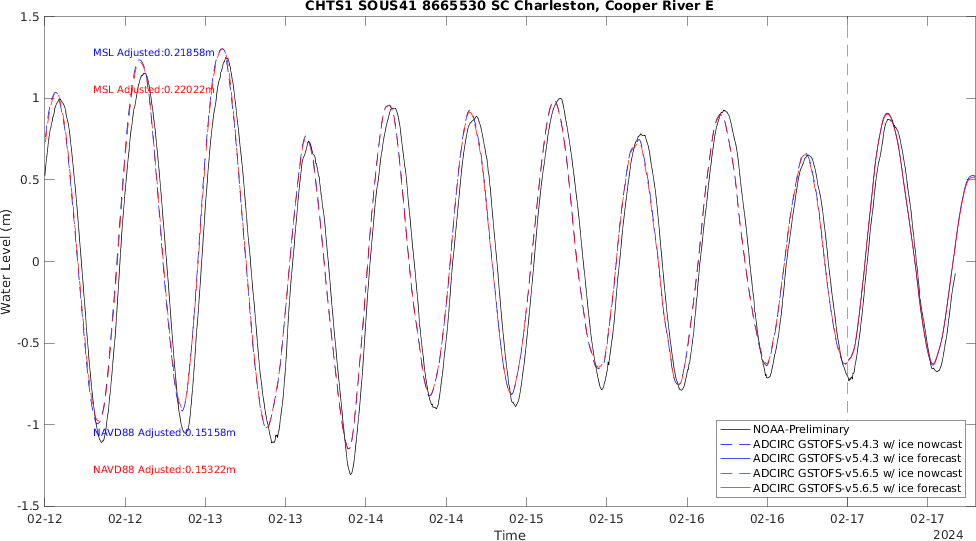 CHTS1 SOUS41 8665530 SC Charleston, Cooper River E
1.5
MSL Adjusted:0.21858m
MSL Adjusted:0.22022m
1
0.5
Water Level (m)
0
-0.5
-1
NAVD88 Adjusted:0.15158m
NAVD88 Adjusted:0.15322m
-1.5
NOAA-Preliminary
ADCIRC GSTOFS-v5.4.3 w/ ice nowcast
ADCIRC GSTOFS-v5.4.3 w/ ice forecast
ADCIRC GSTOFS-v5.6.5 w/ ice nowcast
ADCIRC GSTOFS-v5.6.5 w/ ice forecast
02-12 02-12 02-13 02-13 02-14 02-14 02-15 02-15 02-16 02-16 02-17 02-17
Time
2024